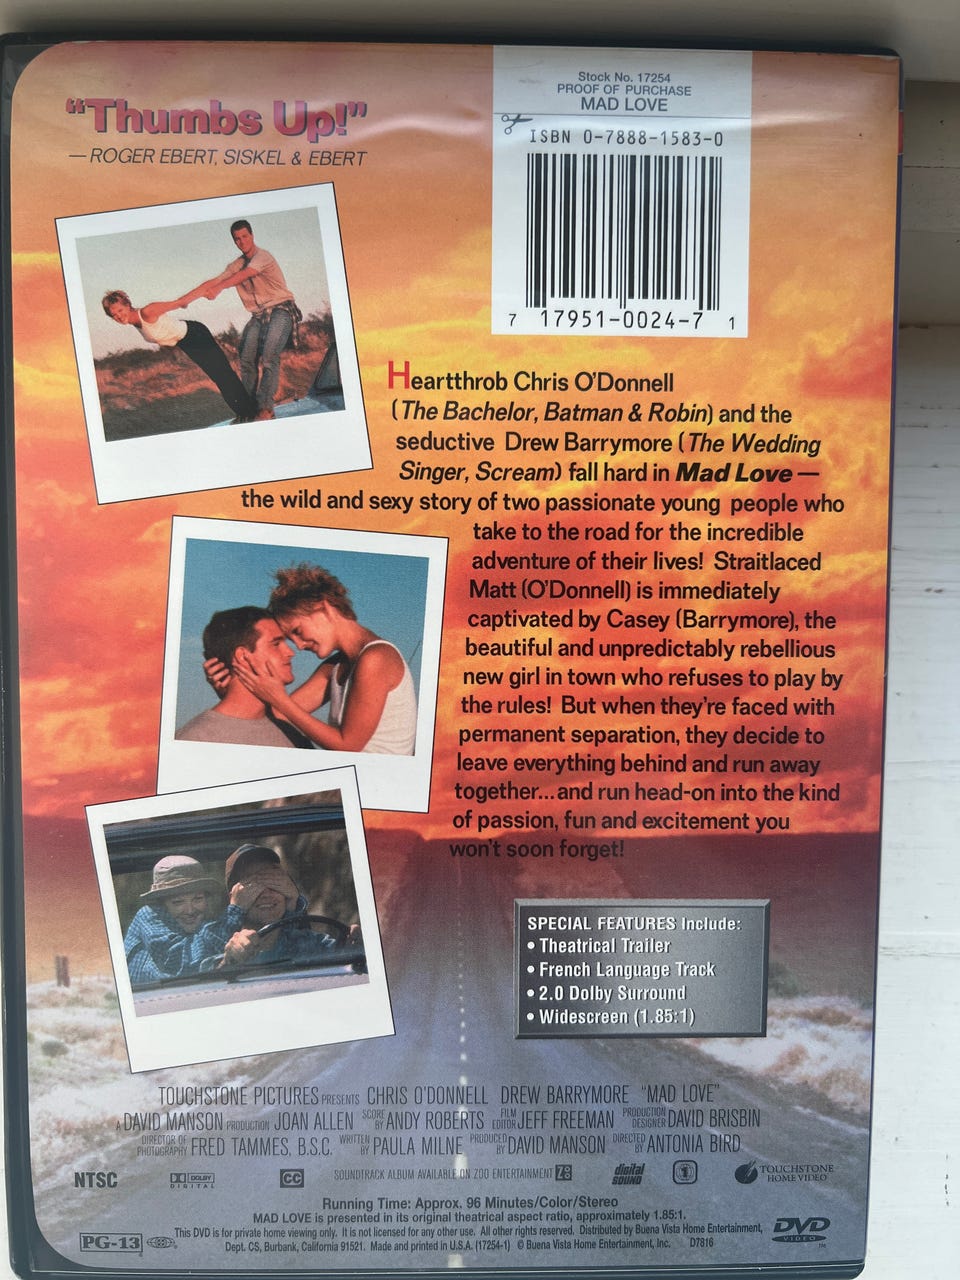 “Thumbs Up!”
— ROGER EBERT, SISKEL & EBERT
Stock No. 17254
PROOF OF PURCHASE
MAD LOVE
ISBN 0-7888-1583-0
7 17951-0024-7 1
Heartthrob Chris O’Donnell
(The Bachelor, Batman & Robin) and the
seductive Drew Barrymore (The Wedding
Singer, Scream) fall hard in Mad Love —
the wild and sexy story of two passionate young people who
take to the road for the incredible
adventure of their lives! Straitlaced
Matt (O’Donnell) is immediately
captivated by Casey (Barrymore), the
beautiful and unpredictably rebellious
new girl in town who refuses to play by
the rules! But when they’re faced with
permanent separation, they decide to
leave everything behind and run away
together...and run head-on into the kind
of passion, fun and excitement you
won’t soon forget!
SPECIAL FEATURES Include:
• Theatrical Trailer
• French Language Track
• 2.0 Dolby Surround
• Widescreen (1.85:1)
TOUCHSTONE PICTURES PRESENTS CHRIS O’DONNELL DREW BARRYMORE “MAD LOVE”
A DAVID MANSON PRODUCTION JOAN ALLEN SCORE BY ANDY ROBERTS FILM EDITOR JEFF FREEMAN PRODUCTION DESIGNER DAVID BRISBIN
DIRECTOR OF PHOTOGRAPHY FRED TAMMES, B.S.C. WRITTEN BY PAULA MILNE PRODUCED BY DAVID MANSON DIRECTED BY ANTONIA BIRD
NTSC DOLBY DIGITAL CC SOUNDTRACK ALBUM AVAILABLE ON ZOO ENTERTAINMENT digital SOUND 1 TOUCHSTONE HOME VIDEO
Running Time: Approx. 96 Minutes/Color/Stereo
MAD LOVE is presented in its original theatrical aspect ratio, approximately 1.85:1.
PG-13 This DVD is for private home viewing only. It is not licensed for any other use. All other rights reserved. Distributed by Buena Vista Home Entertainment,
Dept. CS, Burbank, California 91521. Made and printed in U.S.A. (17254-1) © Buena Vista Home Entertainment, Inc. D7816
DVD VIDEO TM